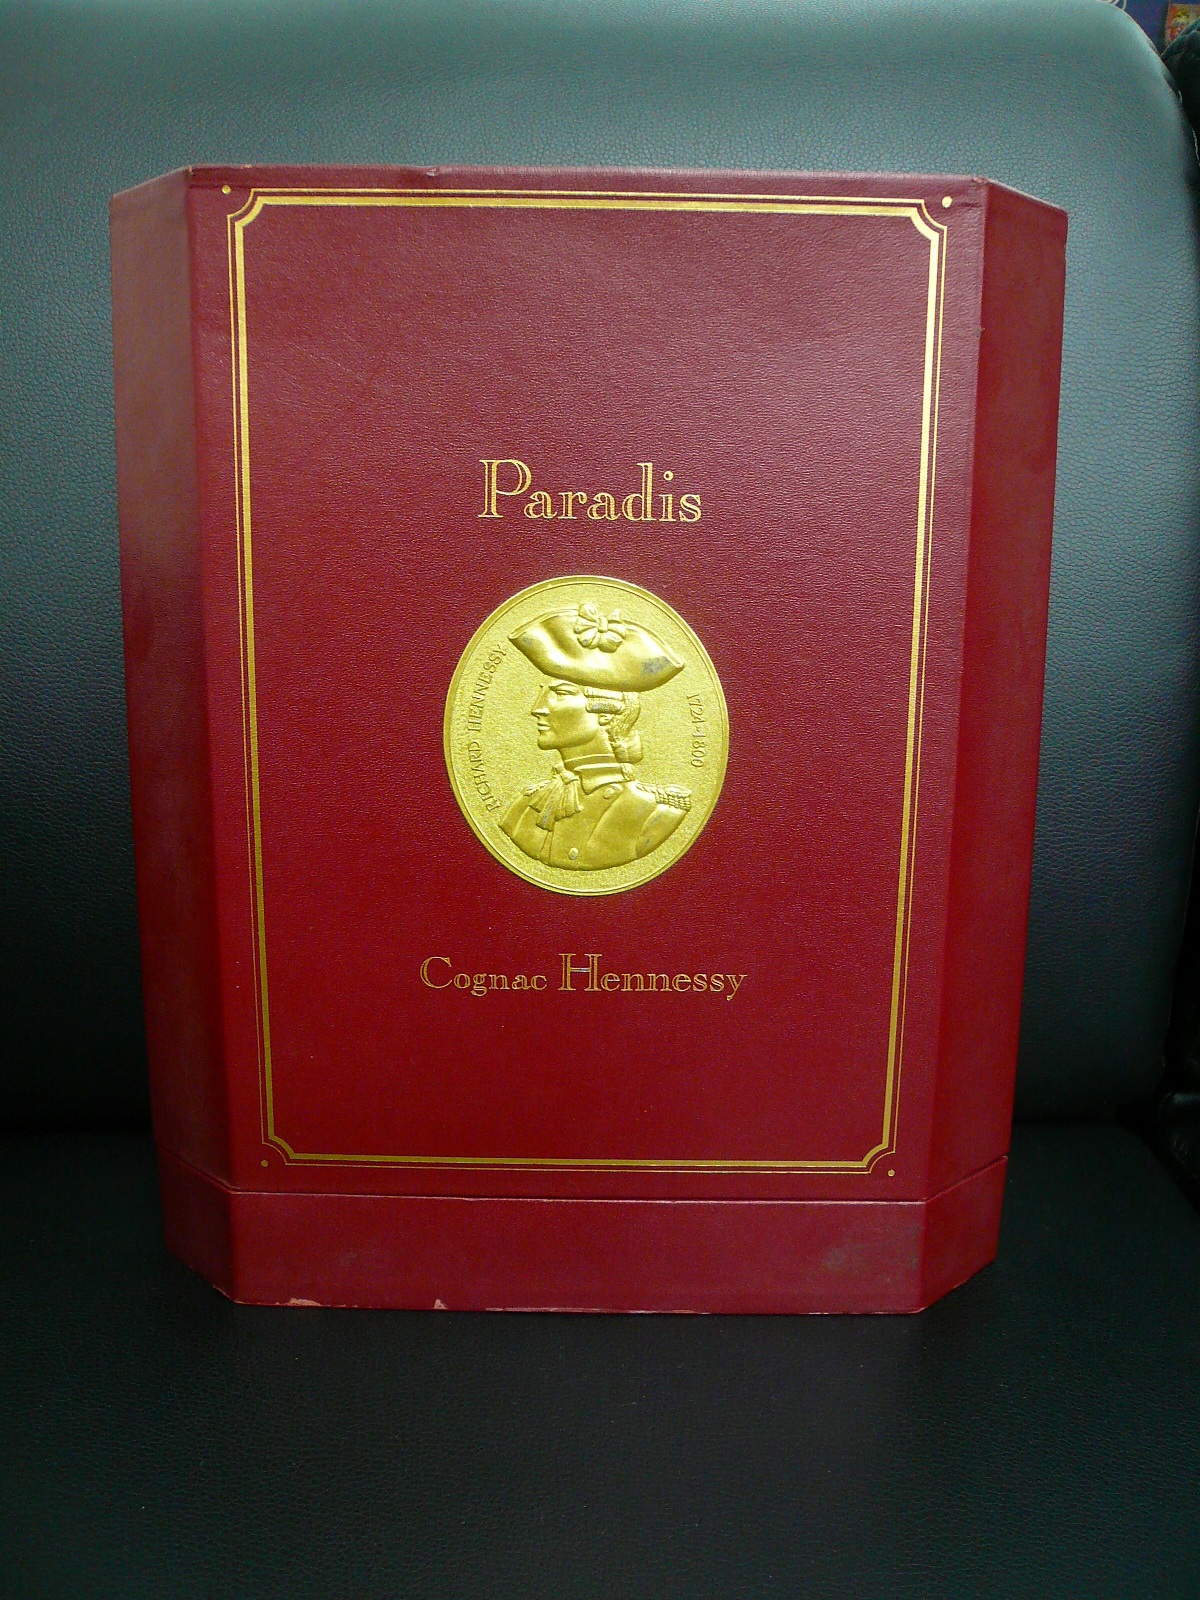 Paradis
RICHARD HENNESSY
1724-1800
Cognac Hennessy